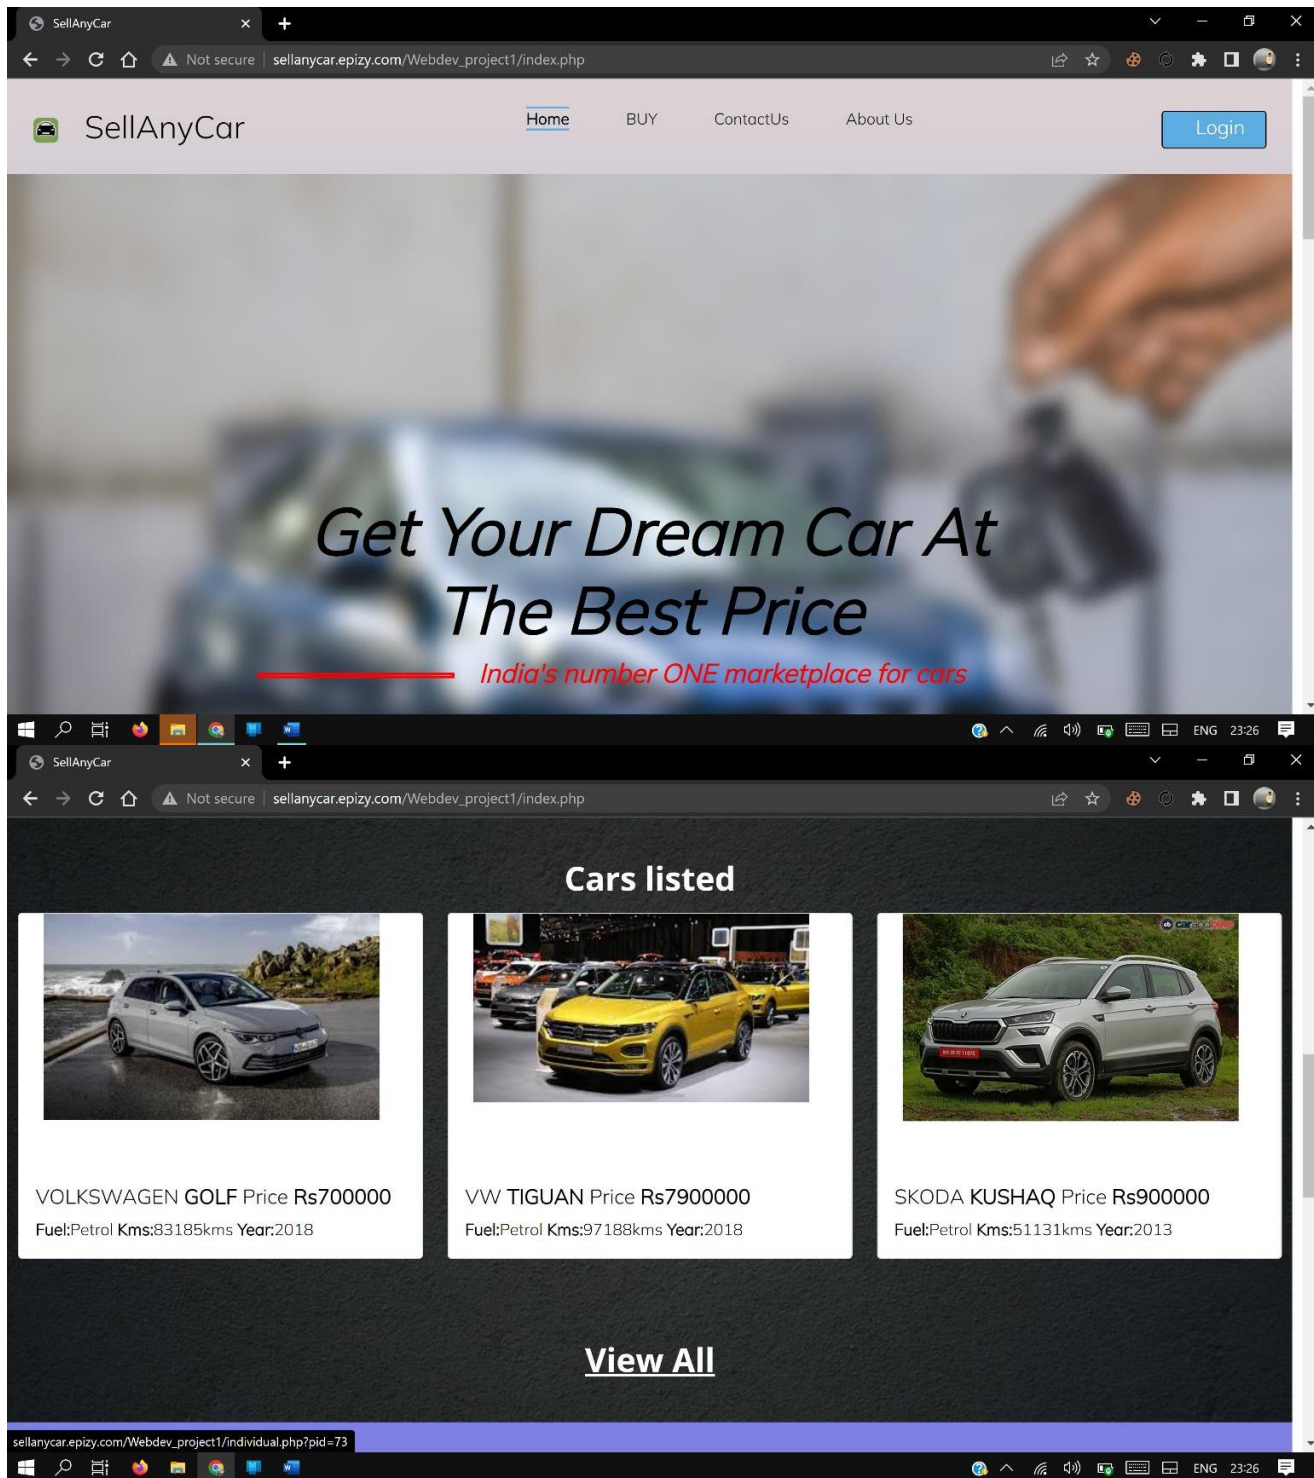 SellAnyCar
Not secure sellanycar.epizy.com/Webdev_project1/index.php
SellAnyCar Home BUY ContactUs About Us Login
Get Your Dream Car At
The Best Price
India's number ONE marketplace for cars
ENG 23:26
SellAnyCar
Not secure sellanycar.epizy.com/Webdev_project1/index.php
Cars listed
carandbike
VOLKSWAGEN GOLF Price Rs700000
Fuel:Petrol Kms:83185kms Year:2018
VW TIGUAN Price Rs7900000
Fuel:Petrol Kms:97188kms Year:2018
SKODA KUSHAQ Price Rs900000
Fuel:Petrol Kms:51131kms Year:2013
View All
sellanycar.epizy.com/Webdev_project1/individual.php?pid=73
ENG 23:26